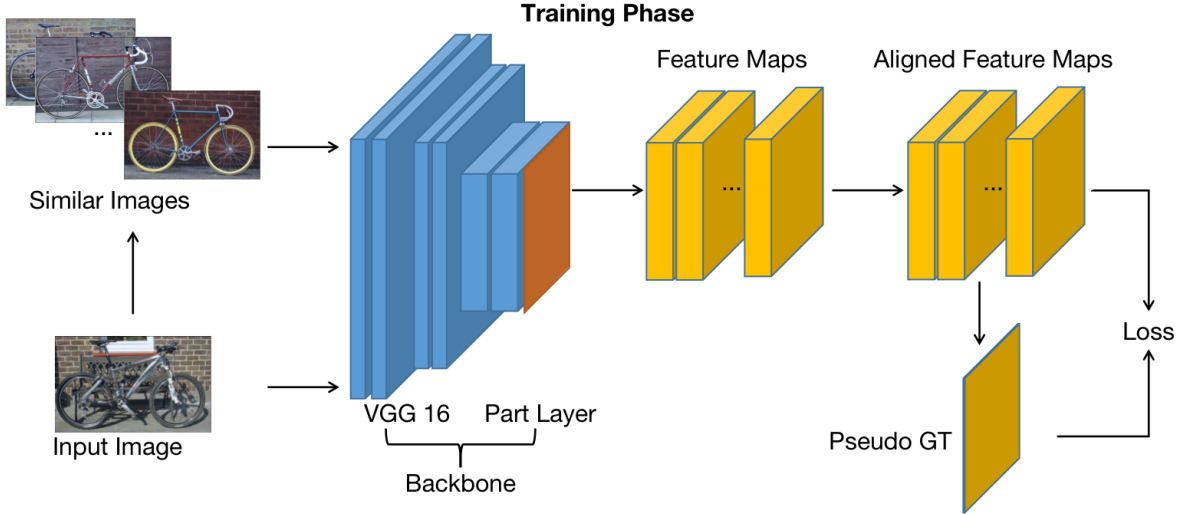 Training Phase
Feature Maps
Aligned Feature Maps
...
...
...
Similar Images
Loss
VGG 16
Part Layer
Input Image
Pseudo GT
Backbone